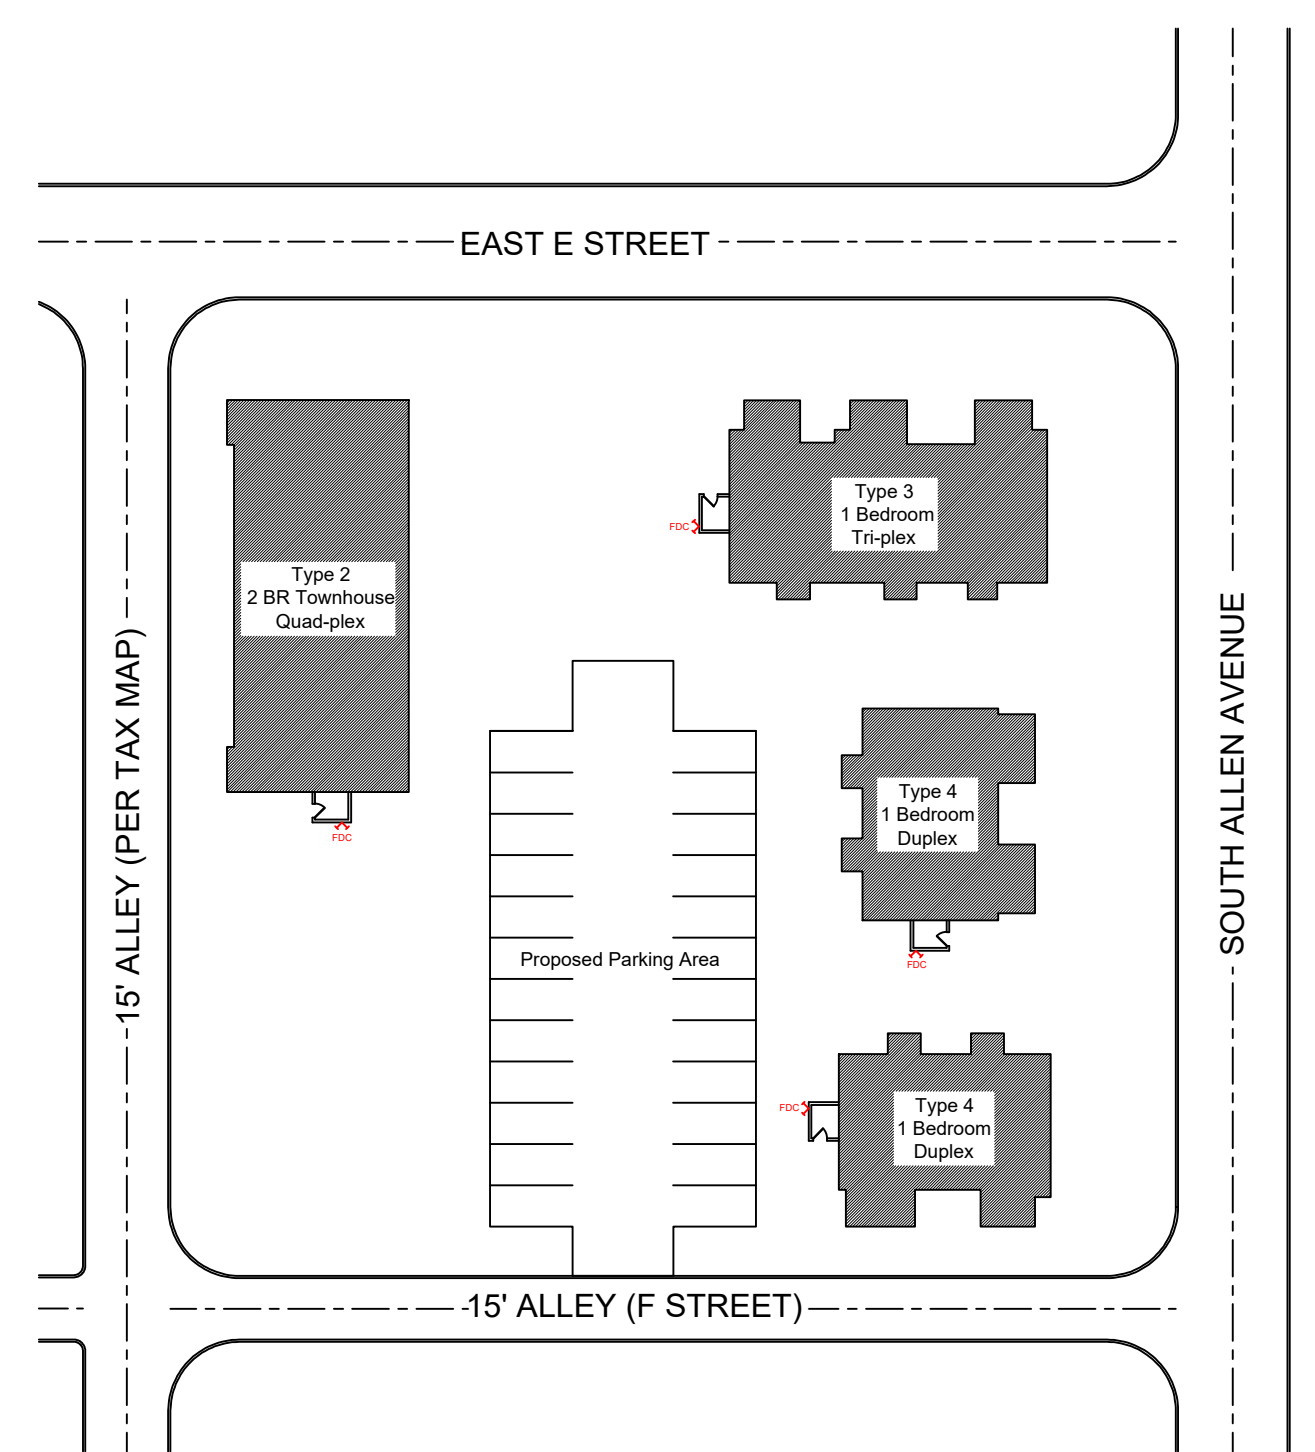 EAST E STREET
Type 3
1 Bedroom
Tri-plex
FDC
Type 2
2 BR Townhouse
Quad-plex
FDC
15' ALLEY (PER TAX MAP)
SOUTH ALLEN AVENUE
Type 4
1 Bedroom
Duplex
FDC
Proposed Parking Area
Type 4
1 Bedroom
Duplex
FDC
15' ALLEY (F STREET)